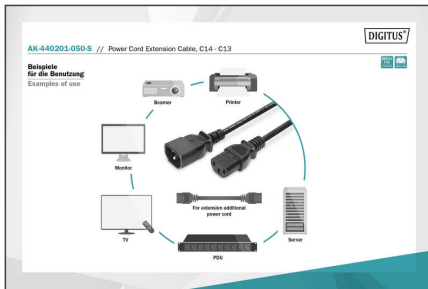 DIGITUS®
AK-440201-050-S // Power Cord Extension Cable, C14 - C13
Beispiele
für die Benutzung
Examples of use
Beamer
Printer
Monitor
For extension additional
power cord
TV
Server
PDU